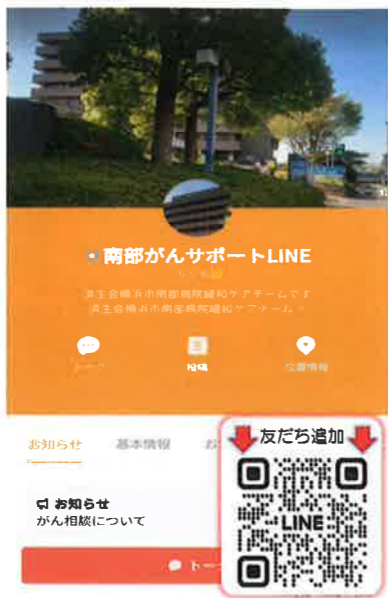 南部がんサポートLINE
済生会横浜市南部病院緩和ケアチームです
済生会横浜市南部病院緩和ケアチーム
投稿
位置情報
お知らせ 基本情報
友だち追加
お知らせ
がん相談について
LINE